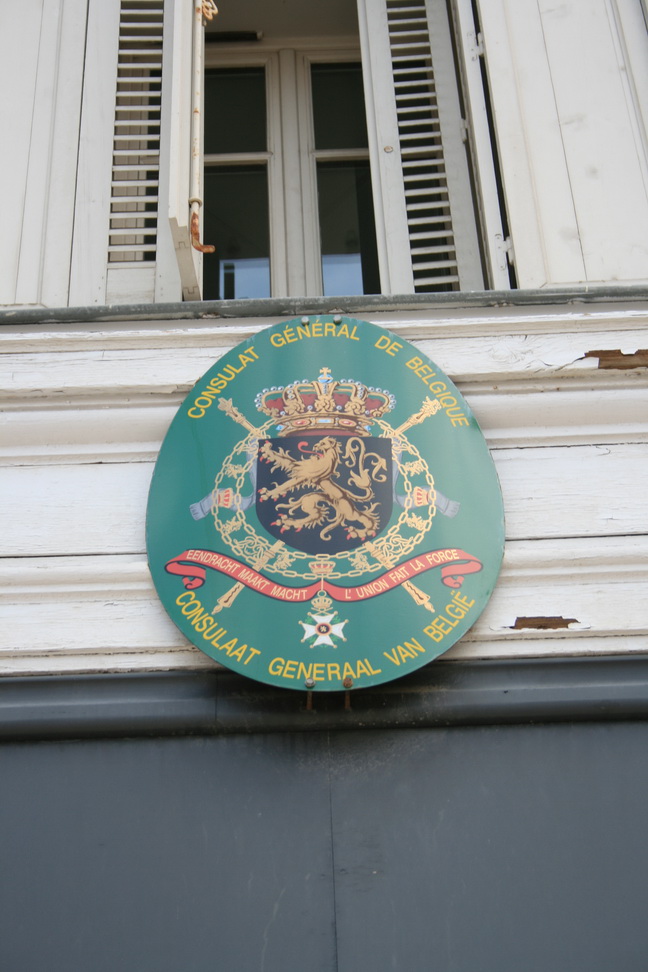 CONSULAT GÉNÉRAL DE BELGIQUE
EENDRACHT MAAKT MACHT L' UNION FAIT LA FORCE
CONSULAAT GENERAAL VAN BELGIË